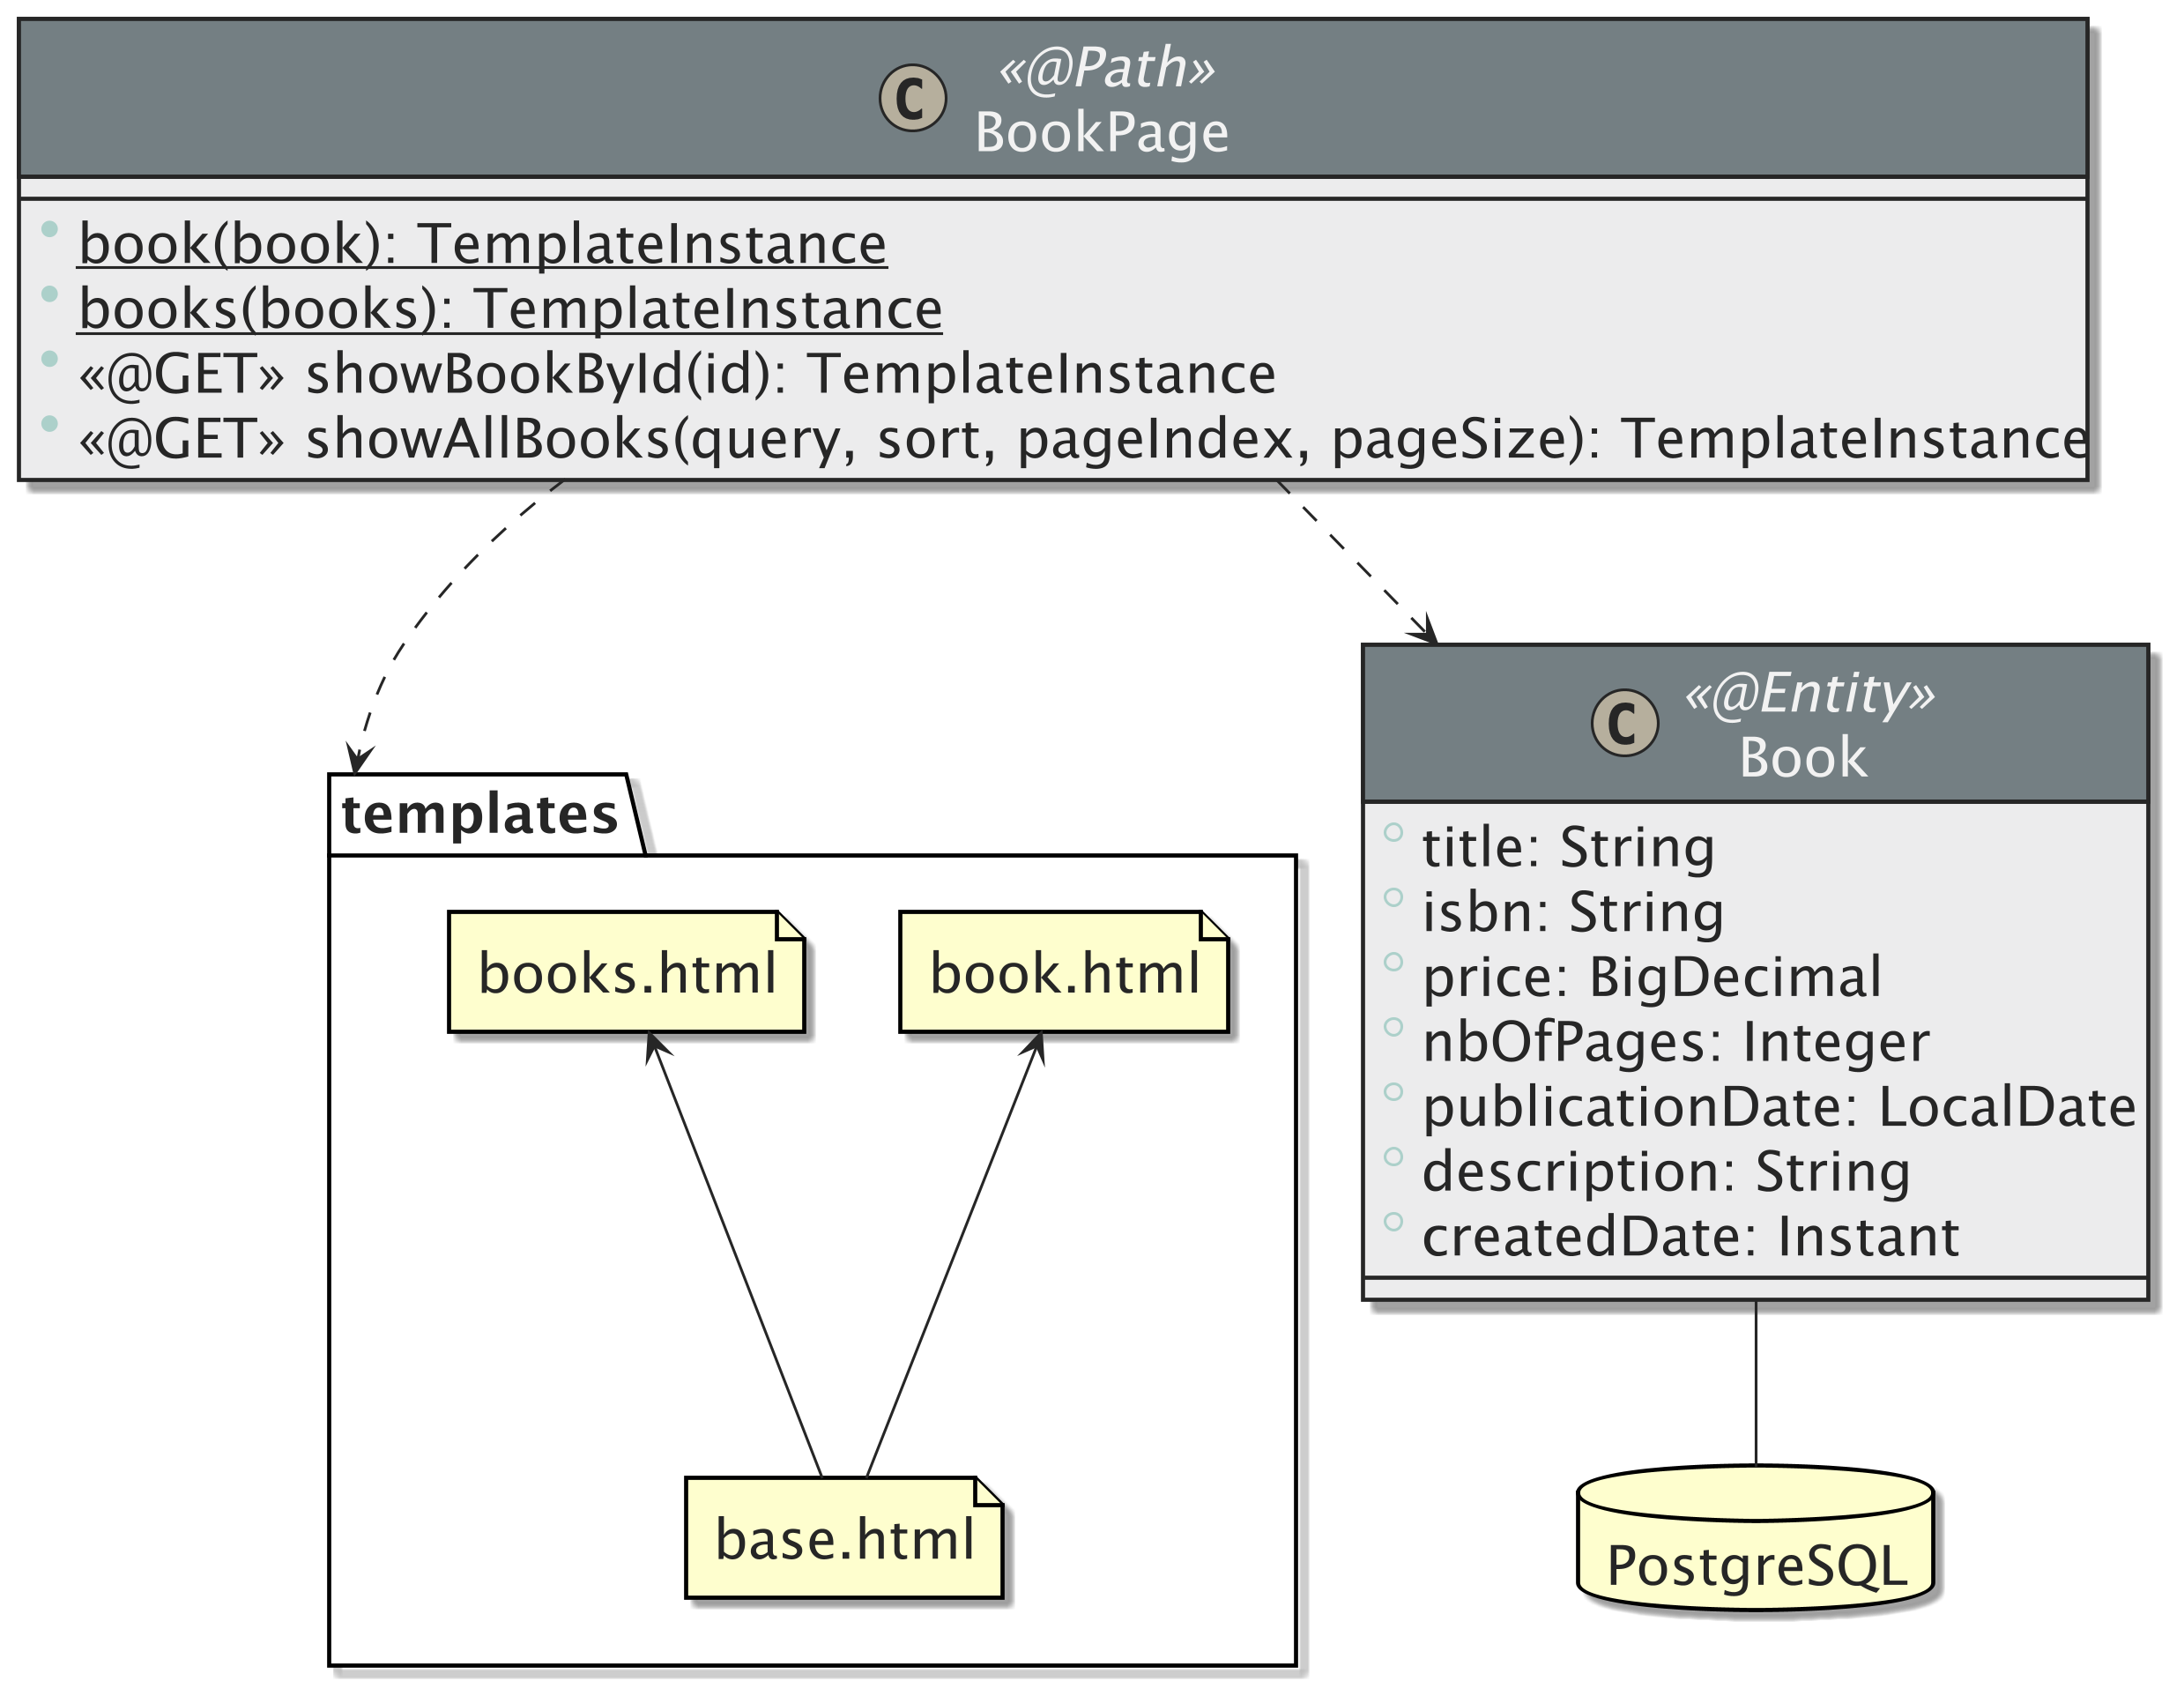 C
«@Path»
BookPage
book(book): TemplateInstance
books(books): TemplateInstance
«@GET» showBookById(id): TemplateInstance
«@GET» showAllBooks(query, sort, pageIndex, pageSize): TemplateInstance
C
«@Entity»
Book
title: String
isbn: String
price: BigDecimal
nbOfPages: Integer
publicationDate: LocalDate
description: String
createdDate: Instant
templates
books.html
book.html
base.html
PostgreSQL